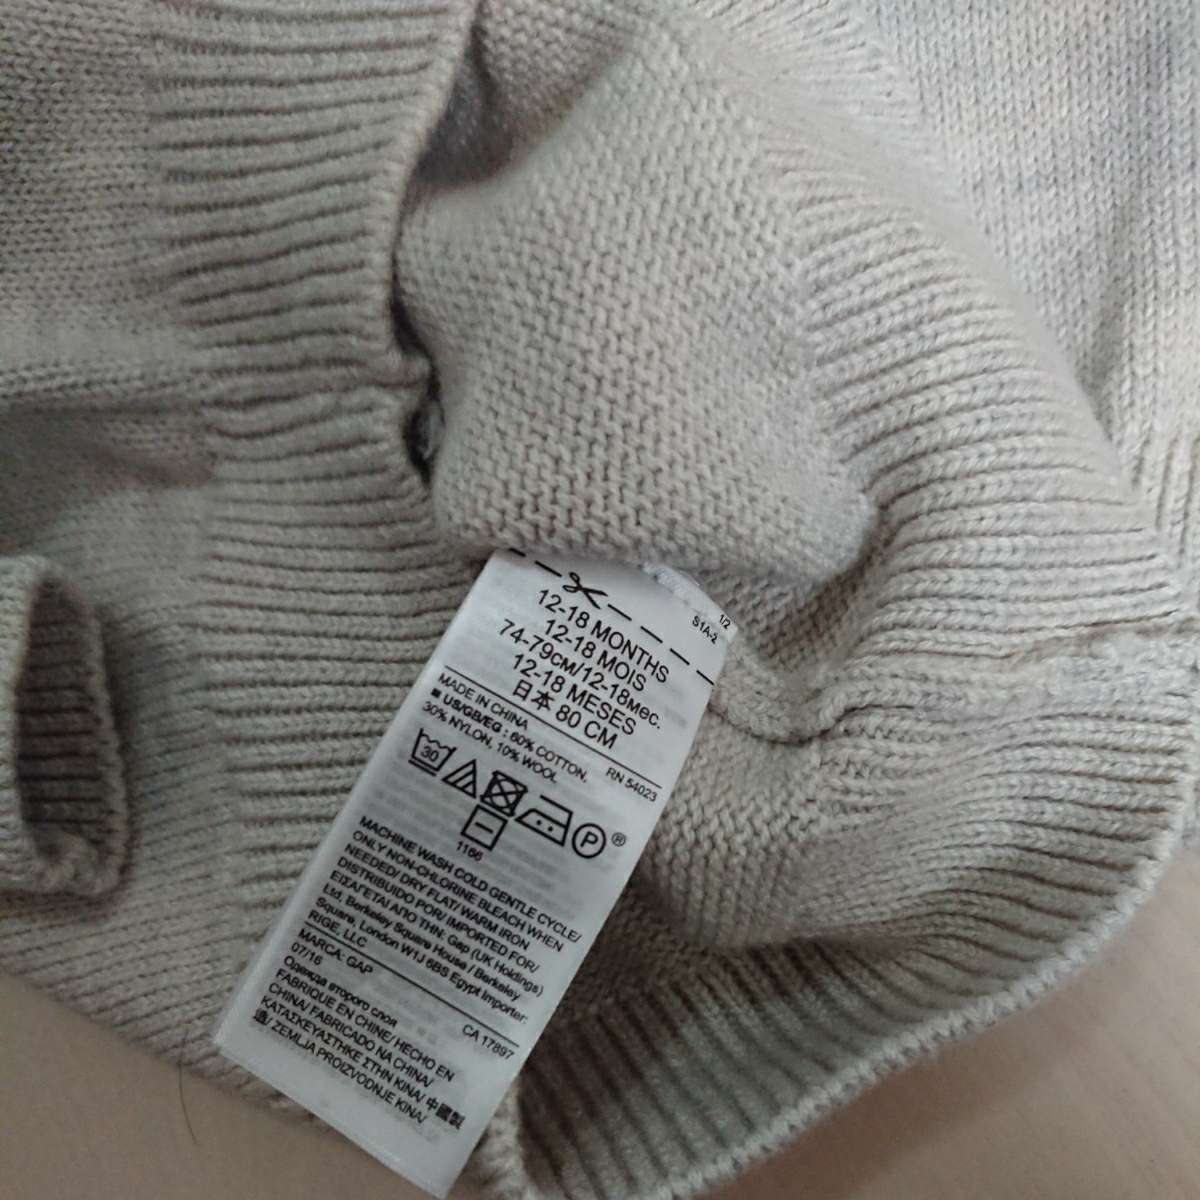 1/2
S1A-2
12-18 MONTHS
12-18 MOIS
74-79CM/12-18мес.
12-18 MESES
日本 80 CM
MADE IN CHINA
RN 54023
■ US/GB/EG : 60% COTTON,
30% NYLON, 10% WOOL
30
P ®
1166
MACHINE WASH COLD GENTLE CYCLE/
ONLY NON-CHLORINE BLEACH WHEN
NEEDED/ DRY FLAT/ WARM IRON
DISTRIBUIDO POR/ IMPORTED FOR/
ΕΙΣΑΓΕΤΑΙ ΑΠΟ ΤΗΝ: Gap (UK Holdings)
Ltd, Berkeley Square House / Berkeley
Square, London W1J 6BS Egypt Importer:
RIGE, LLC
MARCA: GAP
07/16
CA 17897
Одежда второго слоя
FABRIQUE EN CHINE/ HECHO EN
CHINA/ FABRICADO NA CHINA/
ΚΑΤΑΣΚΕΥΑΣΤΗΚΕ ΣΤΗΝ ΚΙΝΑ/ 中國製
造/ ZEMLJA PROIZVODNJE KINA/